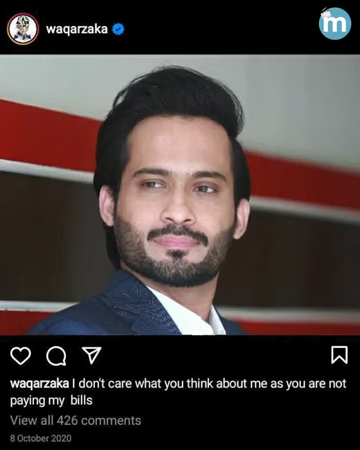 waqarzaka
m
waqarzaka I don't care what you think about me as you are not
paying my bills
View all 426 comments
8 October 2020